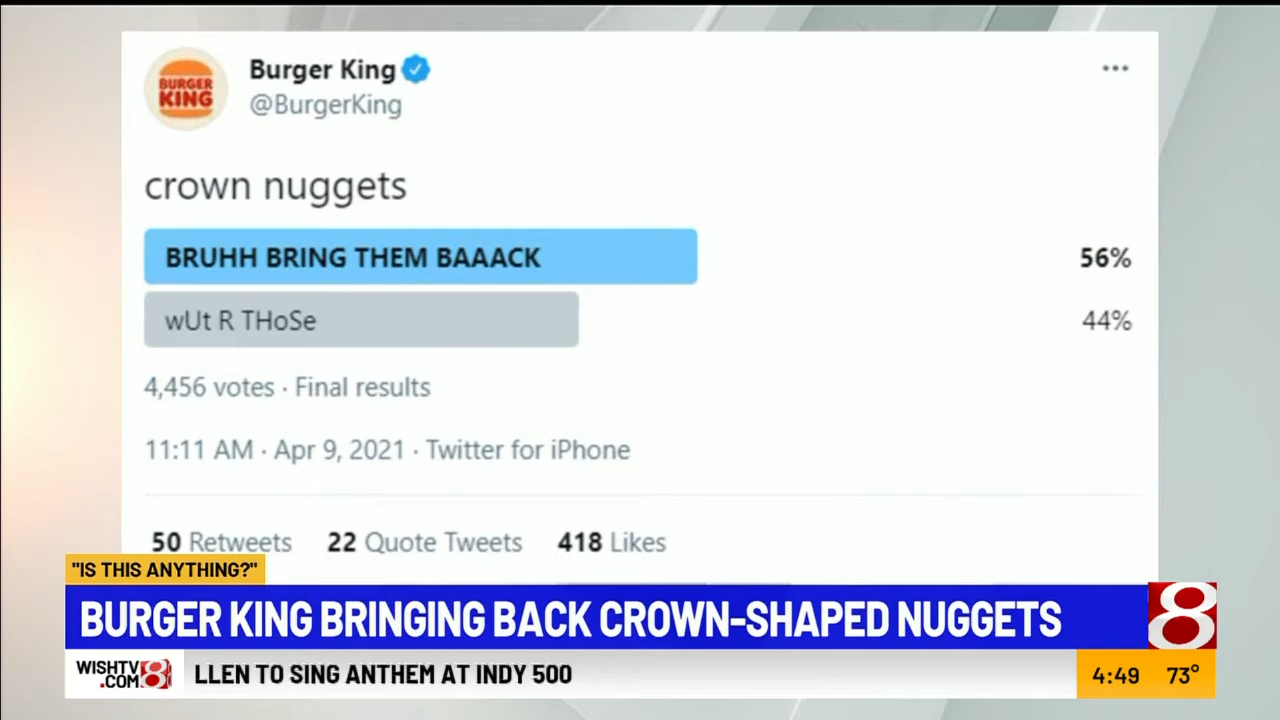 BURGER
KING
Burger King
@BurgerKing
crown nuggets
BRUHH BRING THEM BAAACK 56%
wUt R THoSe 44%
4,456 votes · Final results
11:11 AM · Apr 9, 2021 · Twitter for iPhone
50 Retweets 22 Quote Tweets 418 Likes
"IS THIS ANYTHING?"
BURGER KING BRINGING BACK CROWN-SHAPED NUGGETS
8
WISHTV
.COM 8
LLEN TO SING ANTHEM AT INDY 500
4:49 73°